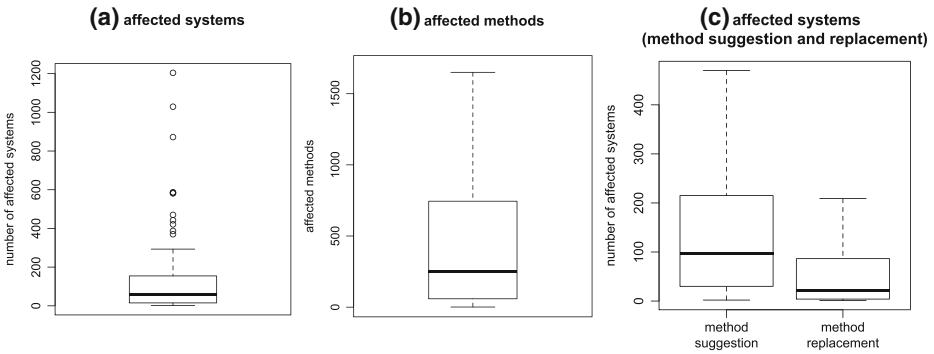 (a) affected systems
number of affected systems
0
200
400
600
800
1000
1200
(b) affected methods
affected methods
0
500
1000
1500
(c) affected systems
(method suggestion and replacement)
number of affected systems
0
100
200
300
400
method
suggestion
method
replacement